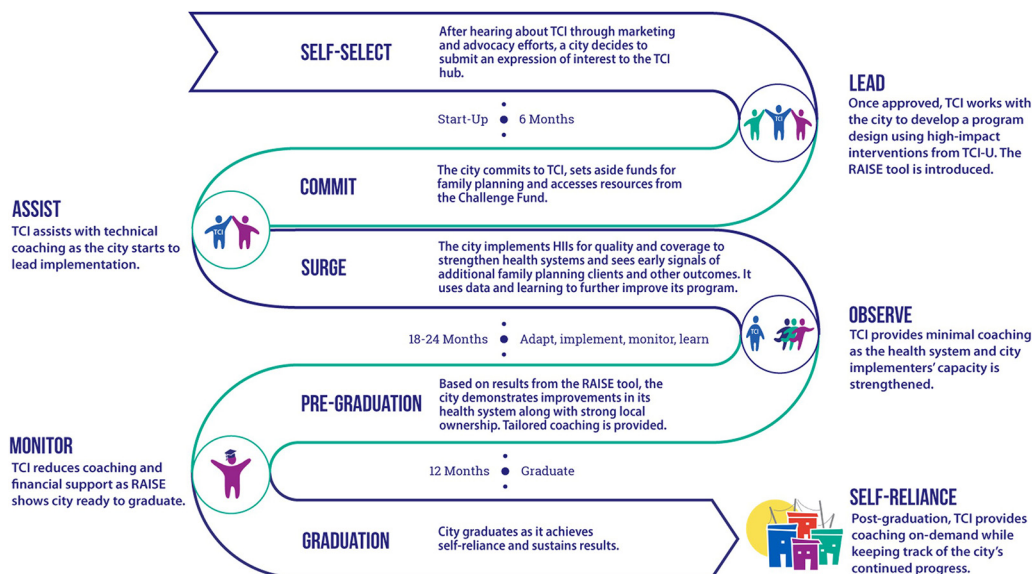 SELF-SELECT
After hearing about TCI through marketing
and advocacy efforts, a city decides to
submit an expression of interest to the TCI
hub.
LEAD
Once approved, TCI works with
the city to develop a program
design using high-impact
interventions from TCI-U. The
RAISE tool is introduced.
TCI
Start-Up
6 Months
COMMIT
The city commits to TCI, sets aside funds for
family planning and accesses resources from
the Challenge Fund.
ASSIST
TCI assists with technical
coaching as the city starts to
lead implementation.
TCI
SURGE
The city implements HIIs for quality and coverage to
strengthen health systems and sees early signals of
additional family planning clients and other outcomes. It
uses data and learning to further improve its program.
OBSERVE
TCI provides minimal coaching
as the health system and city
implementers’ capacity is
strengthened.
TCI
18-24 Months
Adapt, implement, monitor, learn
PRE-GRADUATION
Based on results from the RAISE tool, the
city demonstrates improvements in its
health system along with strong local
ownership. Tailored coaching is provided.
MONITOR
TCI reduces coaching and
financial support as RAISE
shows city ready to graduate.
12 Months
Graduate
GRADUATION
City graduates as it achieves
self-reliance and sustains results.
SELF-RELIANCE
Post-graduation, TCI provides
coaching on-demand while
keeping track of the city’s
continued progress.